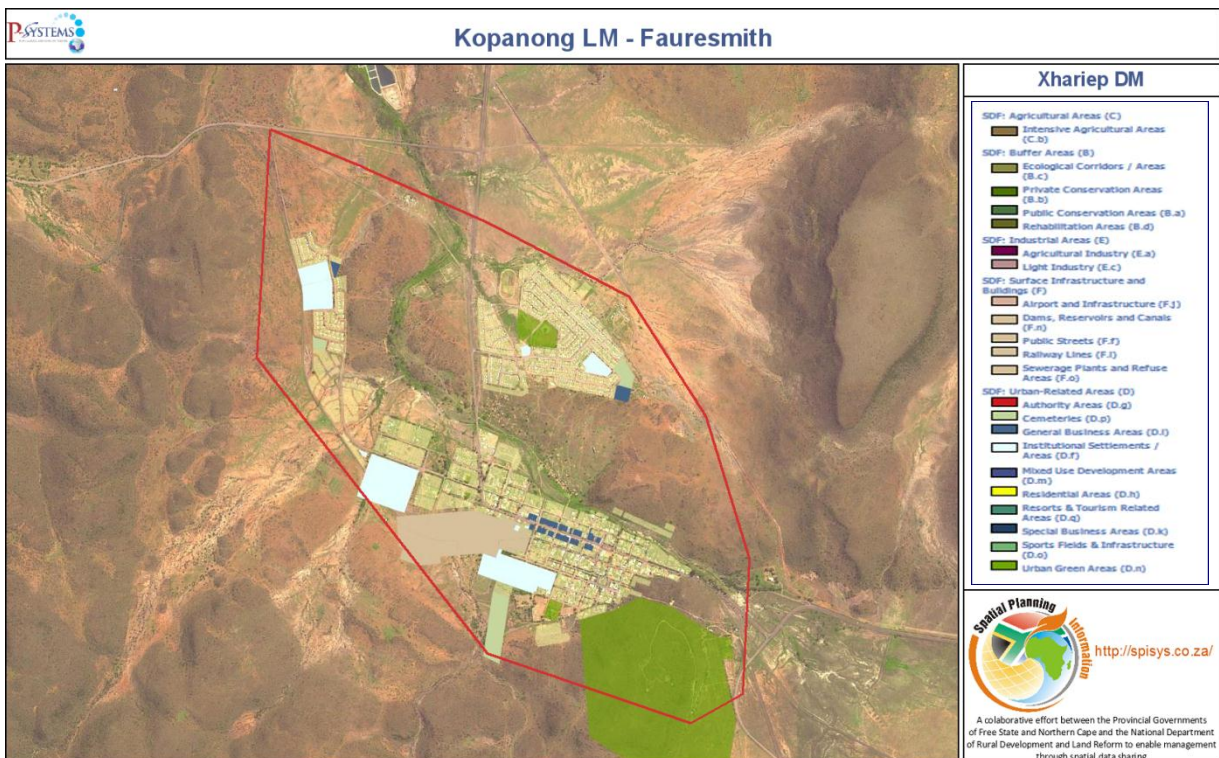 P-SYSTEMS
Kopanong LM - Fauresmith
Xhariep DM
SDF: Agricultural Areas (C)
Intensive Agricultural Areas
(C.b)
SDF: Buffer Areas (B)
Ecological Corridors / Areas
(B.c)
Private Conservation Areas
(B.b)
Public Conservation Areas (B.a)
Rehabilitation Areas (B.d)
SDF: Industrial Areas (E)
Agricultural Industry (E.a)
Light Industry (E.c)
SDF: Surface Infrastructure and
Buildings (F)
Airport and Infrastructure (F.j)
Dams, Reservoirs and Canals
(F.n)
Public Streets (F.f)
Railway Lines (F.i)
Sewerage Plants and Refuse
Areas (F.o)
SDF: Urban-Related Areas (D)
Authority Areas (D.g)
Cemeteries (D.p)
General Business Areas (D.l)
Institutional Settlements /
Areas (D.f)
Mixed Use Development Areas
(D.m)
Residential Areas (D.h)
Resorts & Tourism Related
Areas (D.q)
Special Business Areas (D.k)
Sports Fields & Infrastructure
(D.o)
Urban Green Areas (D.n)
Spatial Planning
Information
http://spisys.co.za/
A colaborative effort between the Provincial Governments
of Free State and Northern Cape and the National Department
of Rural Development and Land Reform to enable management
through spatial data sharing